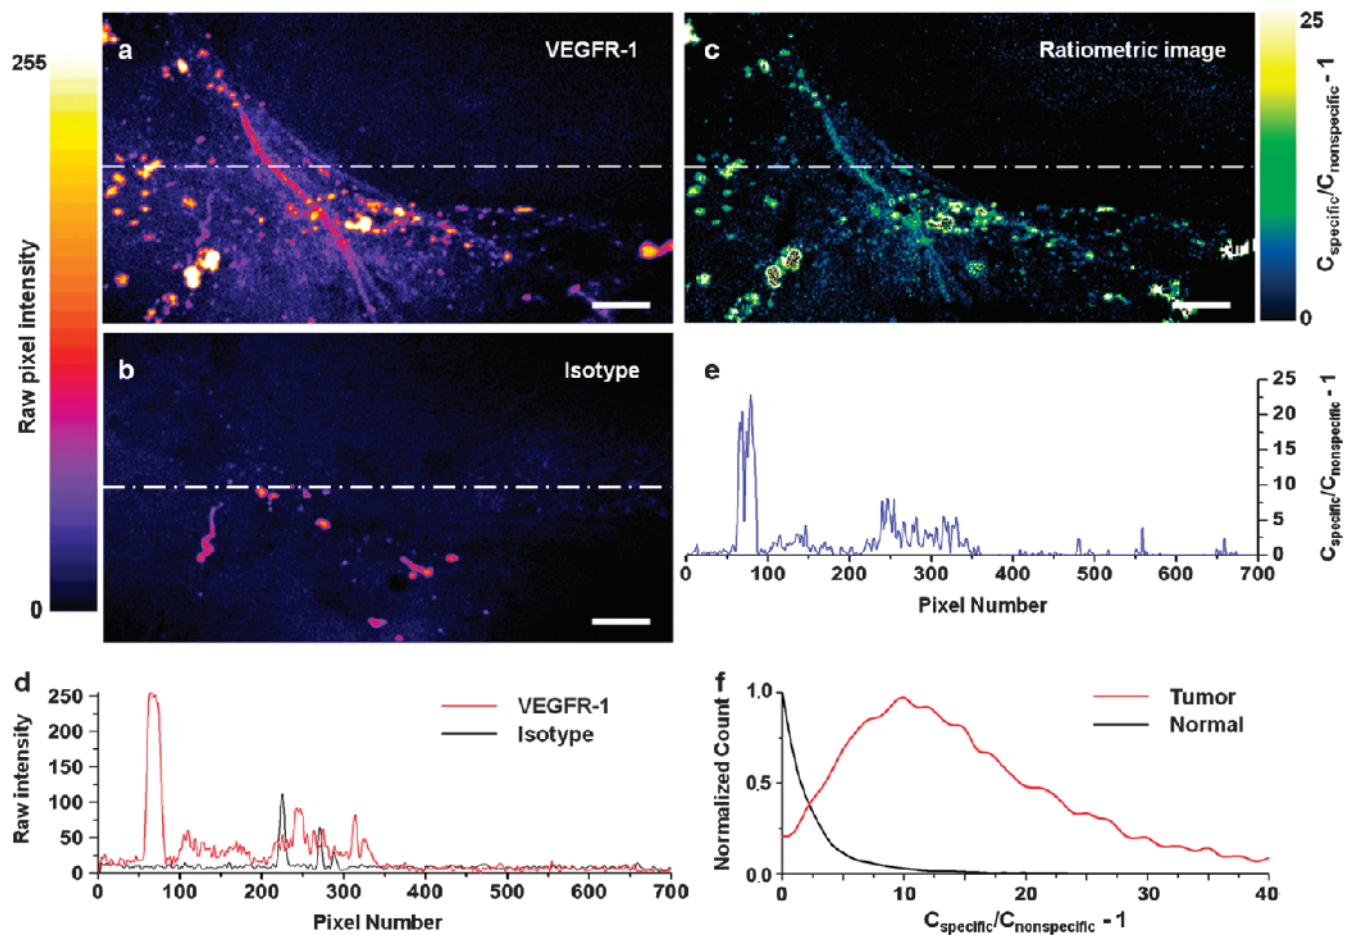 a
VEGFR-1
255
0
Raw pixel intensity
c
Ratiometric image
25
0
Cspecific/Cnonspecific - 1
b
Isotype
e
25
20
15
10
5
0
Cspecific/Cnonspecific - 1
0 100 200 300 400 500 600 700
Pixel Number
d
250
200
150
100
50
0
Raw intensity
VEGFR-1
Isotype
0 100 200 300 400 500 600 700
Pixel Number
f
1.0
0.5
0.0
Normalized Count
Tumor
Normal
0 10 20 30 40
Cspecific/Cnonspecific - 1